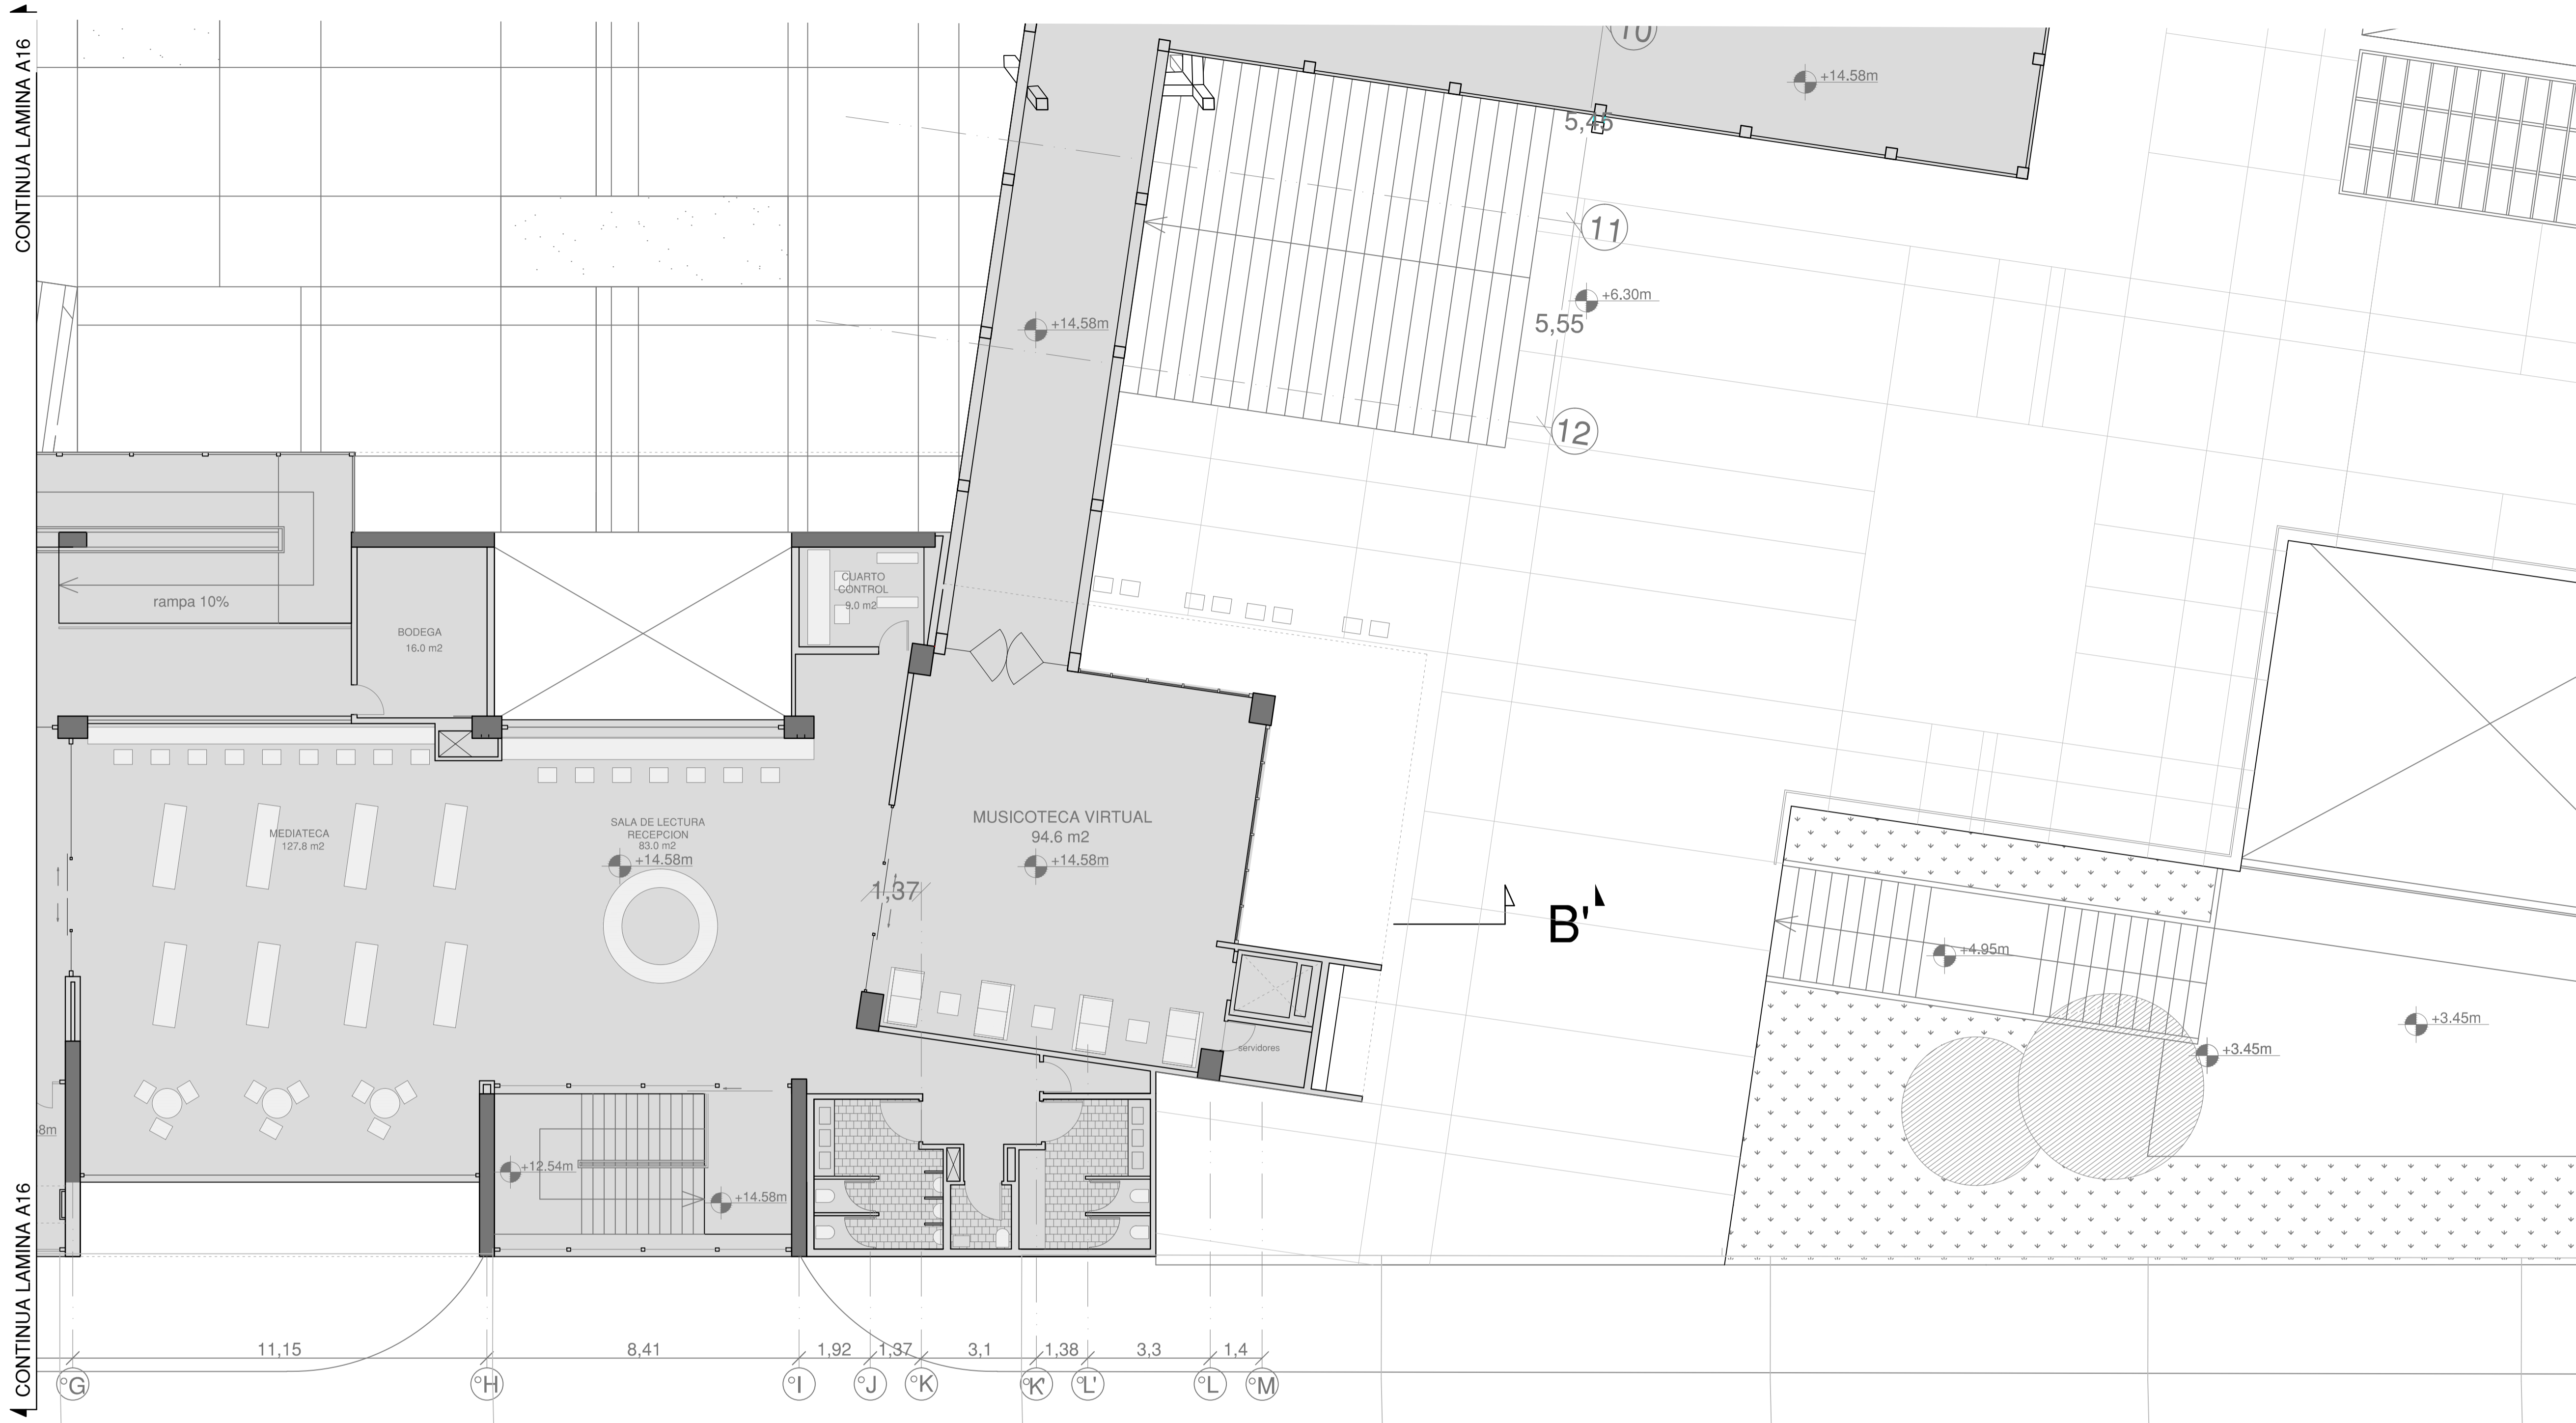 CONTINUA LAMINA A16
10
+14.58m
5,45
11
+6.30m
5,55
+14.58m
12
CUARTO
CONTROL
9.0 m2
rampa 10%
BODEGA
16.0 m2
MEDIATECA
127.8 m2
SALA DE LECTURA
RECEPCION
83.0 m2
+14.58m
MUSICOTECA VIRTUAL
94.6 m2
+14.58m
1,37
B'
+4.95m
+3.45m
+3.45m
servidores
8m
+12.54m
+14.58m
CONTINUA LAMINA A16
11,15
8,41
1,92
1,37
3,1
1,38
3,3
1,4
°G
°H
°I
°J
°K
°K'
°L'
°L
°M